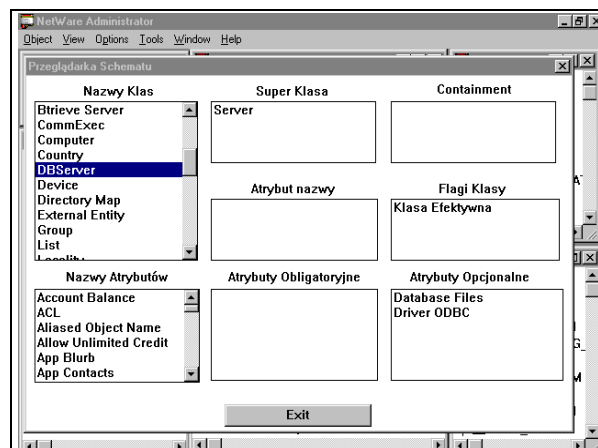 NetWare Administrator
Object View Options Tools Window Help
Przeglądarka Schematu
Nazwy Klas
Btrieve Server
CommExec
Computer
Country
DBServer
Device
Directory Map
External Entity
Group
List
Locality
Super Klasa
Server
Containment
Atrybut nazwy
Flagi Klasy
Klasa Efektywna
Nazwy Atrybutów
Account Balance
ACL
Aliased Object Name
Allow Unlimited Credit
App Blurb
App Contacts
Atrybuty Obligatoryjne
Atrybuty Opcjonalne
Database Files
Driver ODBC
Exit